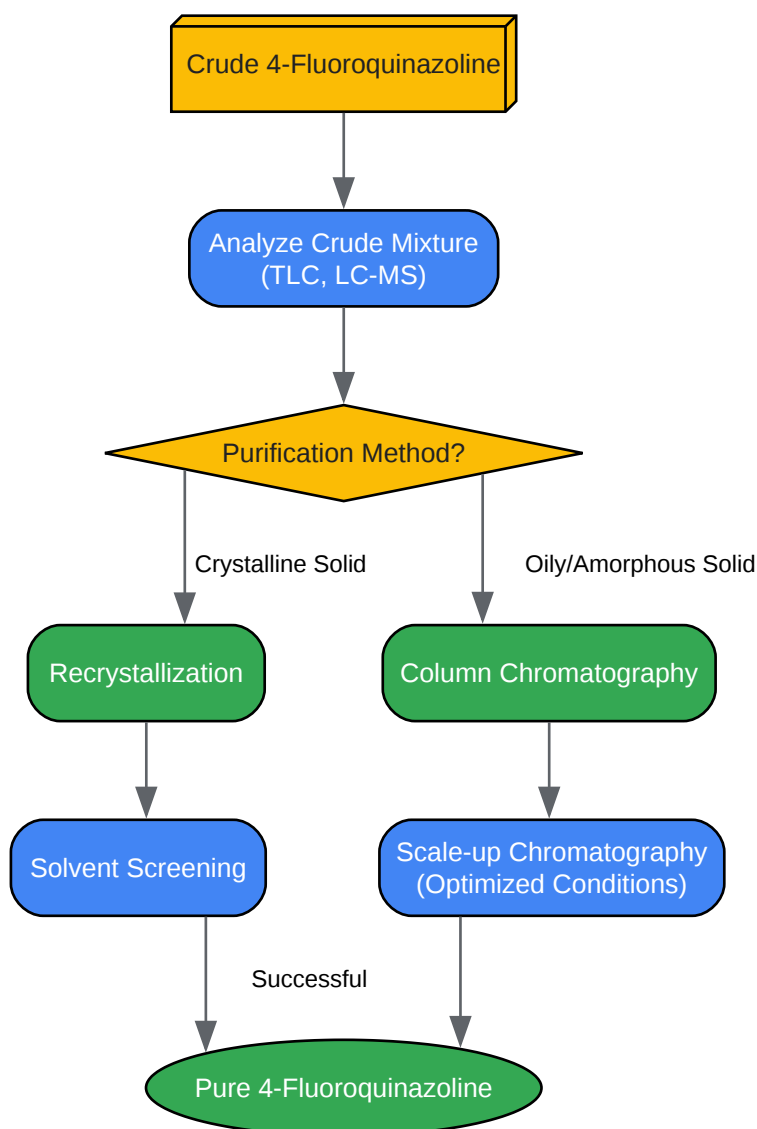 Crude 4-Fluoroquinazoline
Analyze Crude Mixture
(TLC, LC-MS)
Purification Method?
Crystalline Solid
Oily/Amorphous Solid
Recrystallization
Column Chromatography
Solvent Screening
Scale-up Chromatography
(Optimized Conditions)
Successful
Pure 4-Fluoroquinazoline